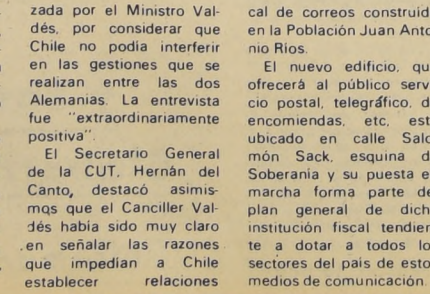 zada por el Ministro Val-
dés, por considerar que
Chile no podía interferir
en las gestiones que se
realizan entre las dos
Alemanias. La entrevista
fue "extraordinariamente
positiva".
El Secretario General
de la CUT, Hernán del
Canto, destacó asimis-
mqs que el Canciller Val-
dés había sido muy claro
en señalar las razones
que impedían a Chile
establecer relaciones
cal de correos construid
en la Población Juan Anto
nio Ríos.
El nuevo edificio, qu
ofrecerá al público serv
cio postal, telegráfico, d
encomiendas, etc, est
ubicado en calle Salo
món Sack, esquina d
Soberanía y su puesta e
marcha forma parte de
plan general de dich
institución fiscal tendien
te a dotar a todos lo
sectores del país de esto
medios de comunicación